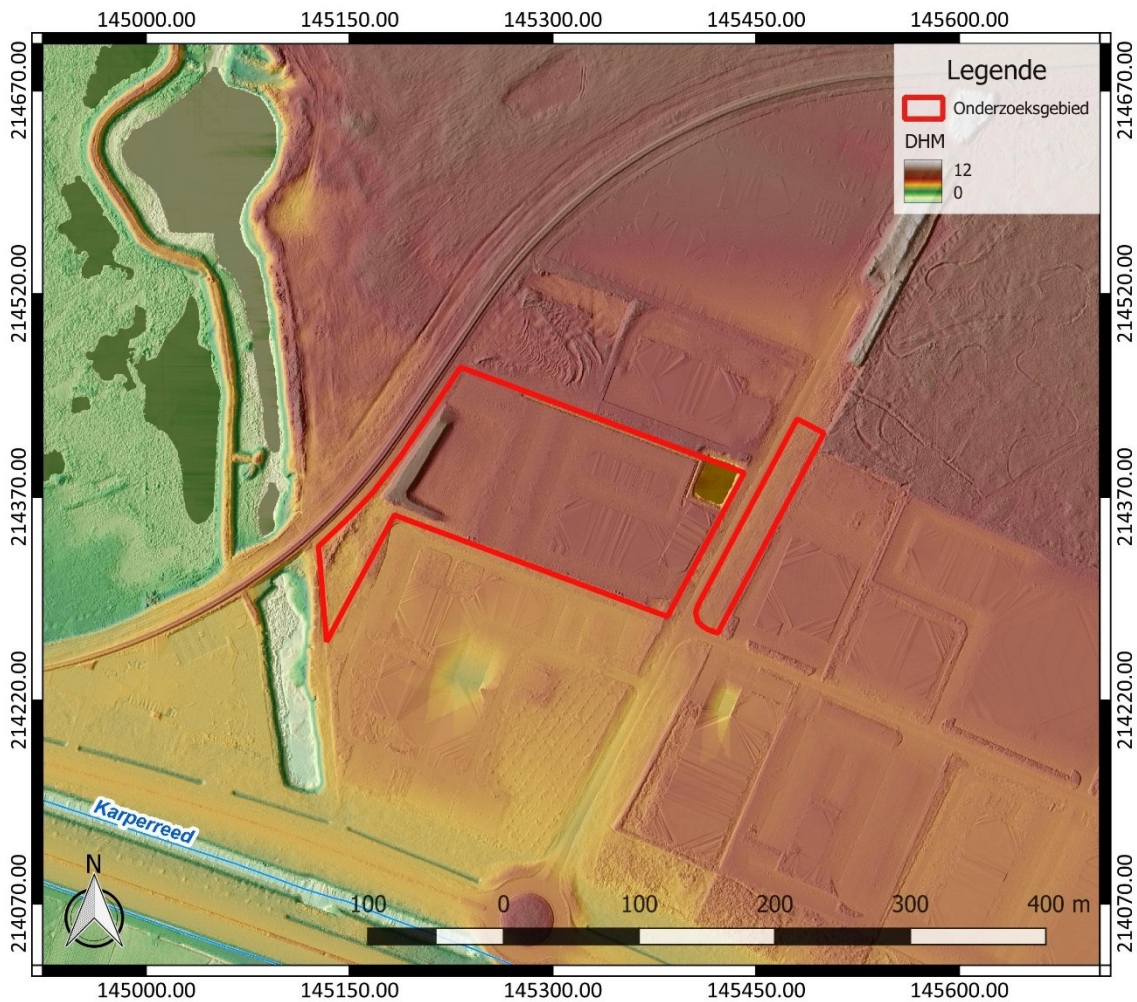 145000.00 145150.00 145300.00 145450.00 145600.00
214670.00 214670.00
Legende
Onderzoeksgebied
DHM
12
0
214520.00 214520.00
214370.00 214370.00
214220.00 214220.00
Karperreed
N
214070.00 214070.00
100 0 100 200 300 400 m
145000.00 145150.00 145300.00 145450.00 145600.00